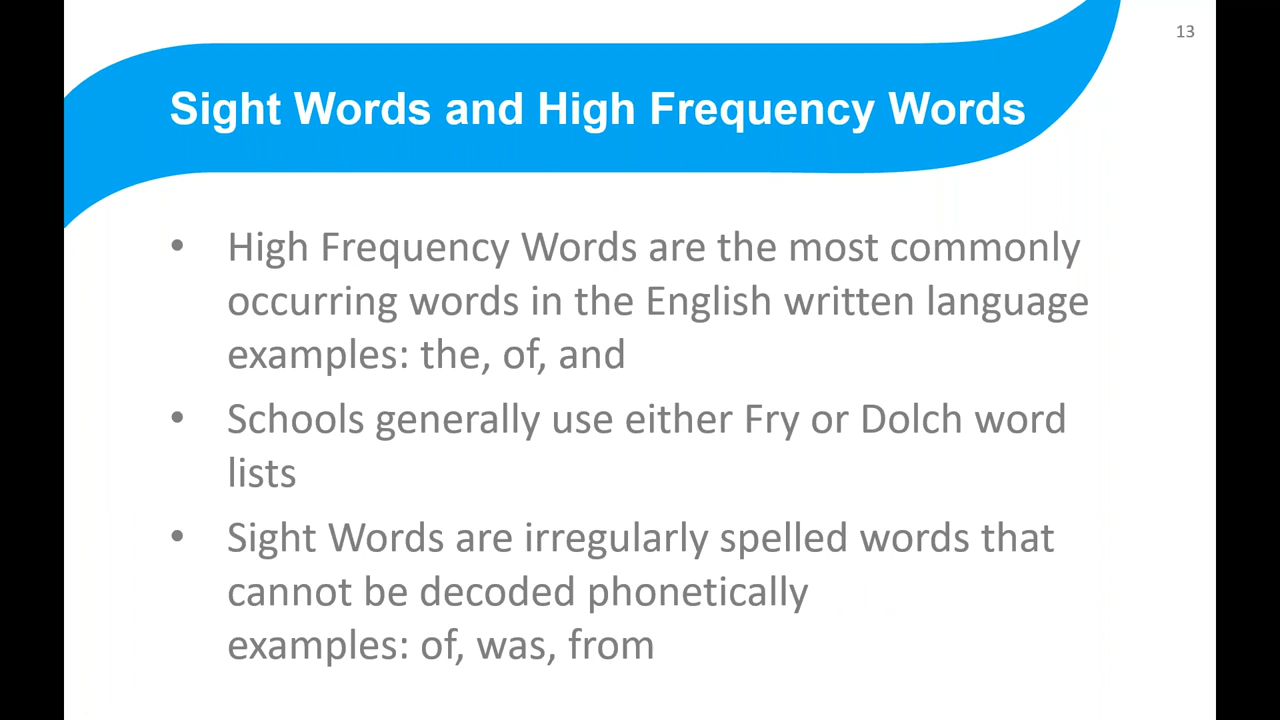 13
Sight Words and High Frequency Words
• High Frequency Words are the most commonly
occurring words in the English written language
examples: the, of, and
• Schools generally use either Fry or Dolch word
lists
• Sight Words are irregularly spelled words that
cannot be decoded phonetically
examples: of, was, from